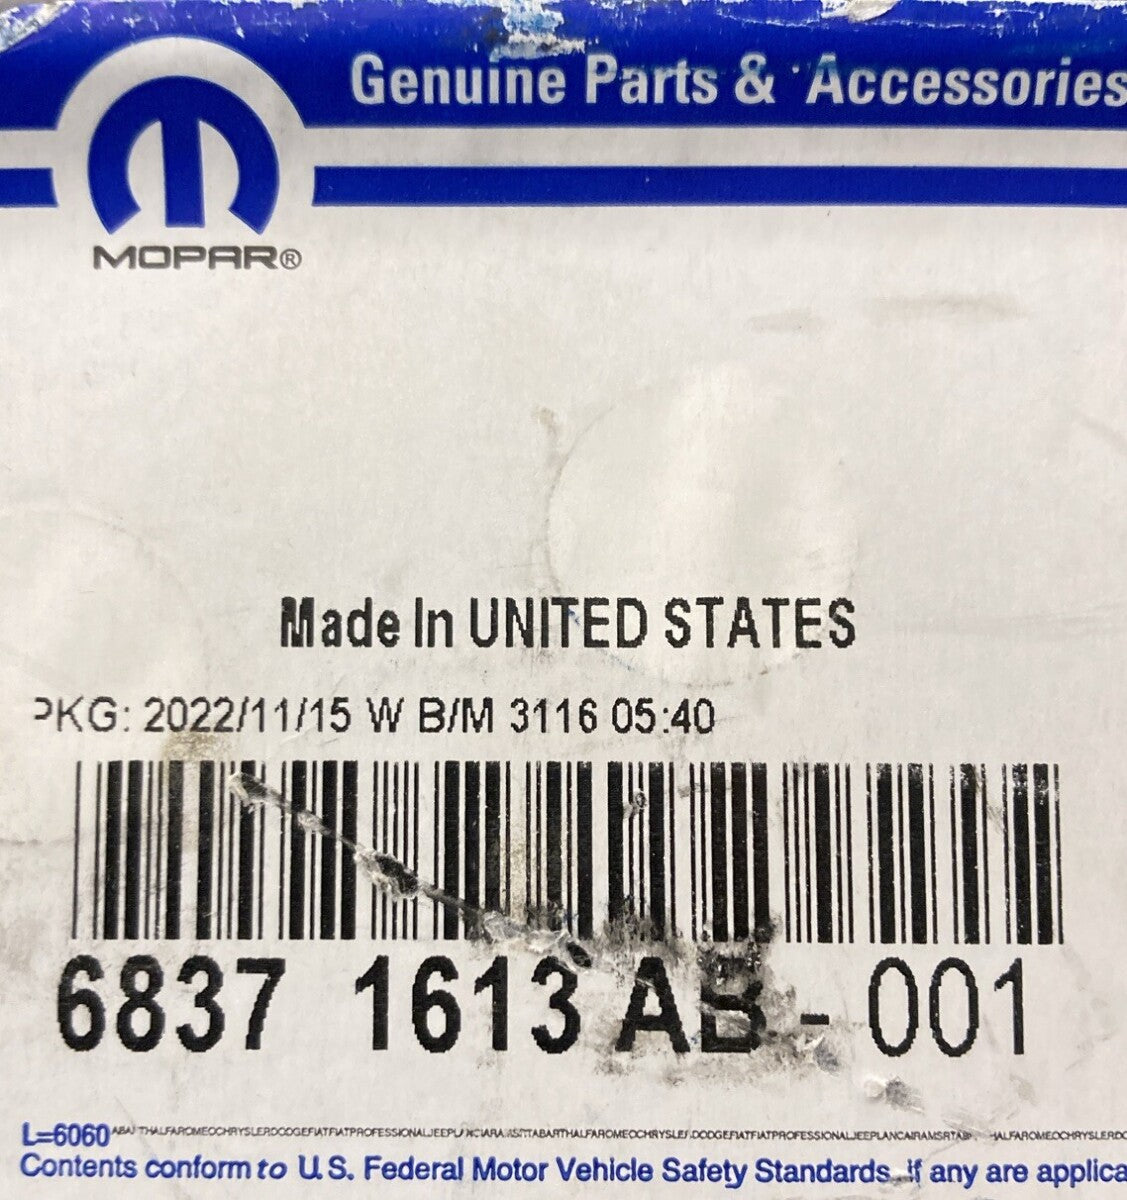 Genuine Parts & Accessories
MOPAR®
Made In UNITED STATES
PKG: 2022/11/15 W B/M 3116 05:40
6837 1613 AB - 001
L=6060
Contents conform to U.S. Federal Motor Vehicle Safety Standards. If any are applica